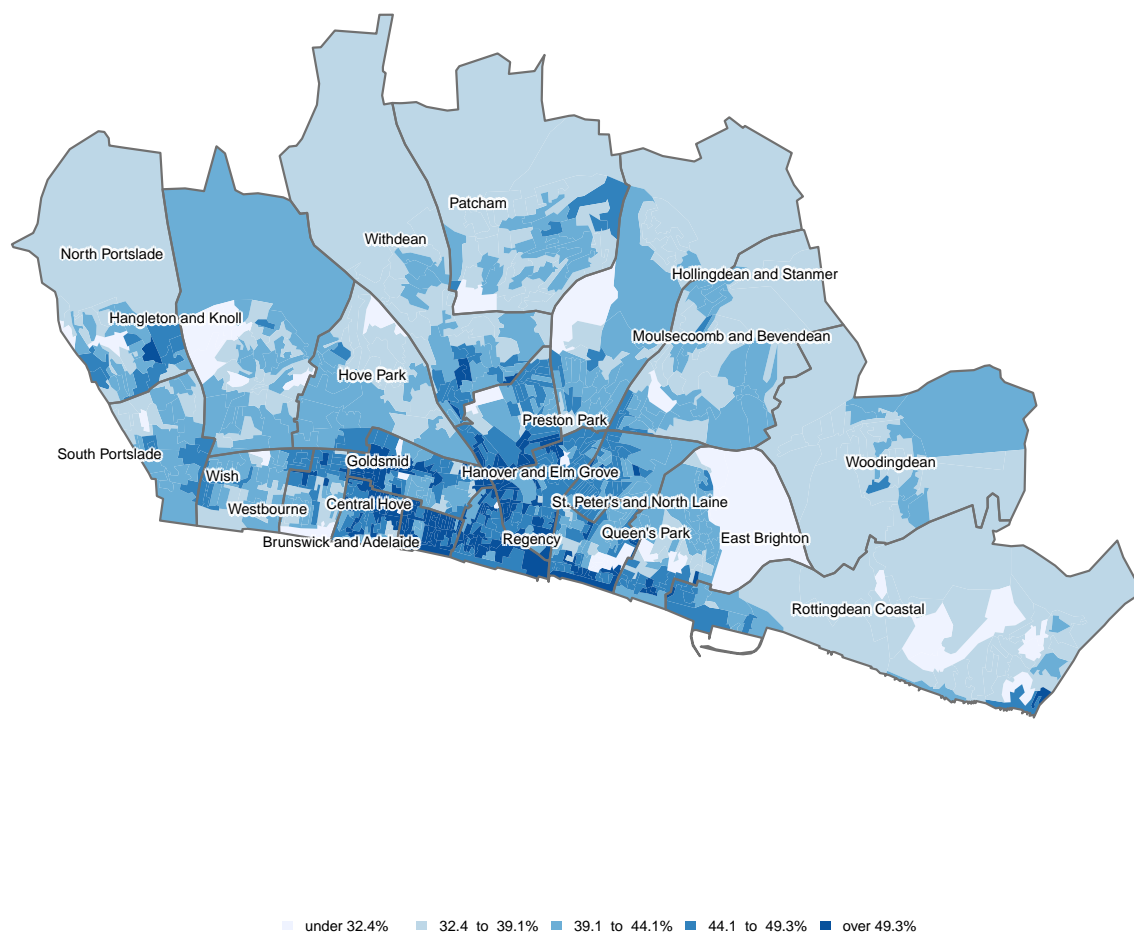 Patcham
Withdean
North Portslade
Hollingdean and Stanmer
Hangleton and Knoll
Moulsecoomb and Bevendean
Hove Park
Preston Park
South Portslade
Goldsmid
Woodingdean
Wish
Hanover and Elm Grove
Westbourne
Central Hove
St. Peter's and North Laine
Brunswick and Adelaide
Regency
Queen's Park
East Brighton
Rottingdean Coastal
under 32.4% 32.4 to 39.1% 39.1 to 44.1% 44.1 to 49.3% over 49.3%